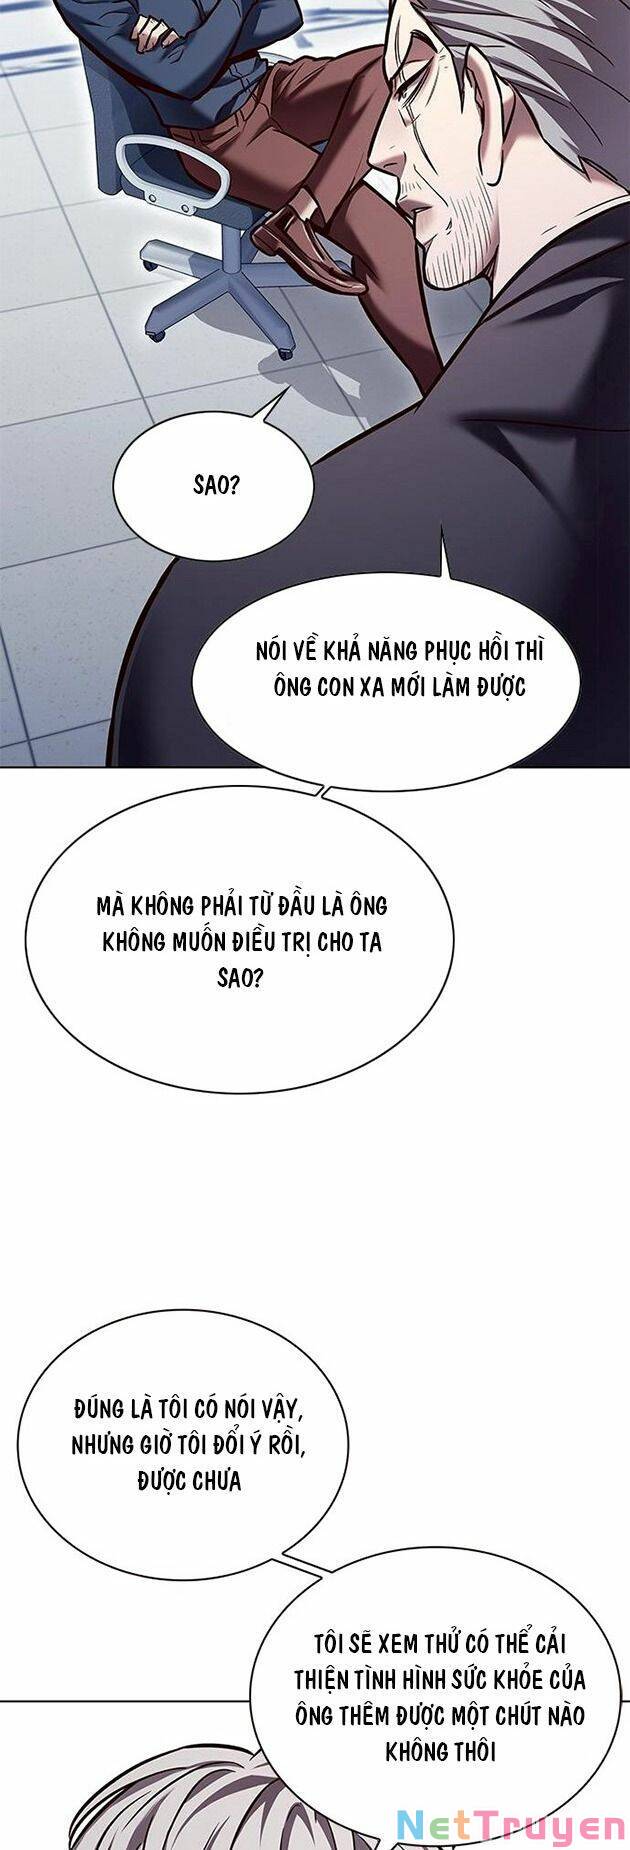 SAO?
NÓI VỀ KHẢ NĂNG PHỤC HỒI THÌ
ÔNG CON XA MỚI LÀM ĐƯỢC
MÀ KHÔNG PHẢI TỪ ĐẦU LÀ ÔNG
KHÔNG MUỐN ĐIỀU TRỊ CHO TA
SAO?
ĐÚNG LÀ TÔI CÓ NÓI VẬY,
NHƯNG GIỜ TÔI ĐỔI Ý RỒI,
ĐƯỢC CHƯA
TÔI SẼ XEM THỬ CÓ THỂ CẢI
THIỆN TÌNH HÌNH SỨC KHỎE CỦA
ÔNG THÊM ĐƯỢC MỘT CHÚT NÀO
KHÔNG THÔI
NetTruyen